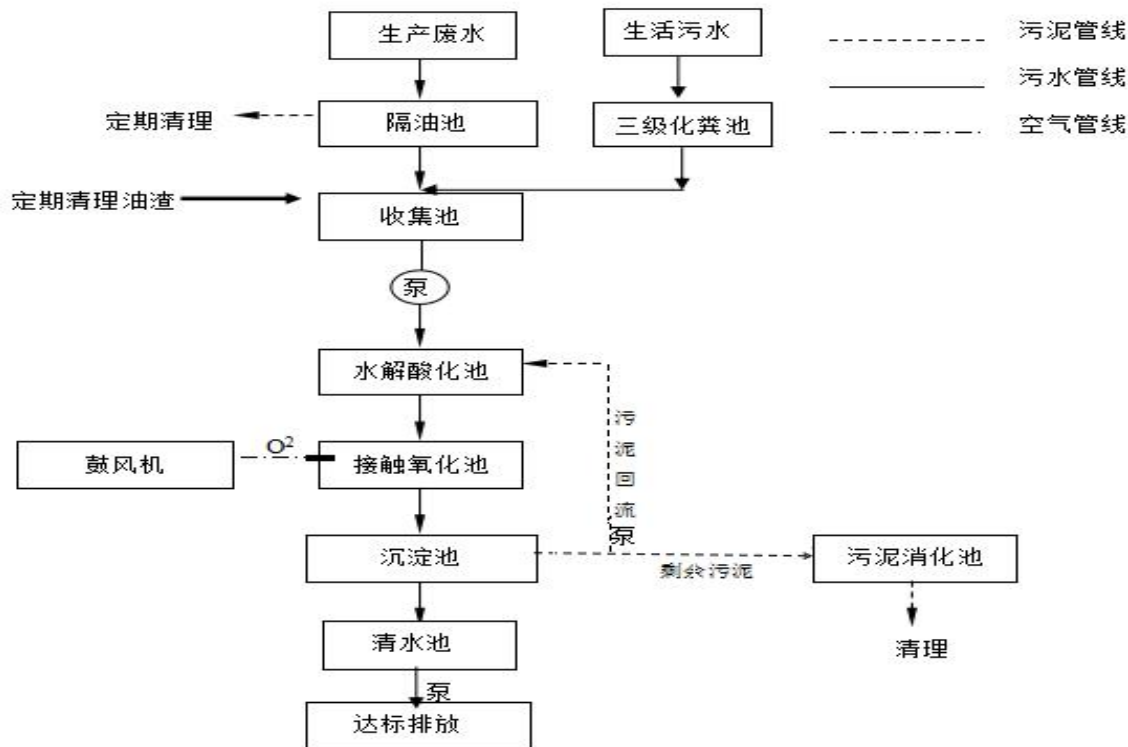 生产废水
生活污水
污泥管线
污水管线
空气管线
定期清理
隔油池
三级化粪池
定期清理油渣
收集池
泵
水解酸化池
鼓风机
O²
接触氧化池
污泥回流
泵
沉淀池
剩余污泥
污泥消化池
清水池
清理
泵
达标排放